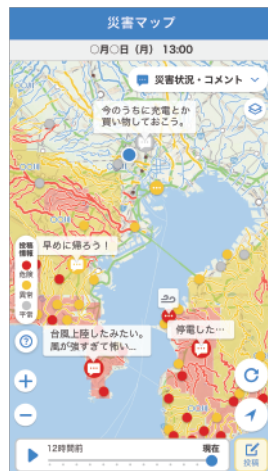 災害マップ
○月○日（月） 13:00
災害状況・コメント
今のうちに充電とか
買い物しておこう。
投稿
情報
危険
異常
平常
早めに帰ろう！
台風上陸したみたい。
風が強すぎて怖い…
停電した…
12時間前
現在
投稿